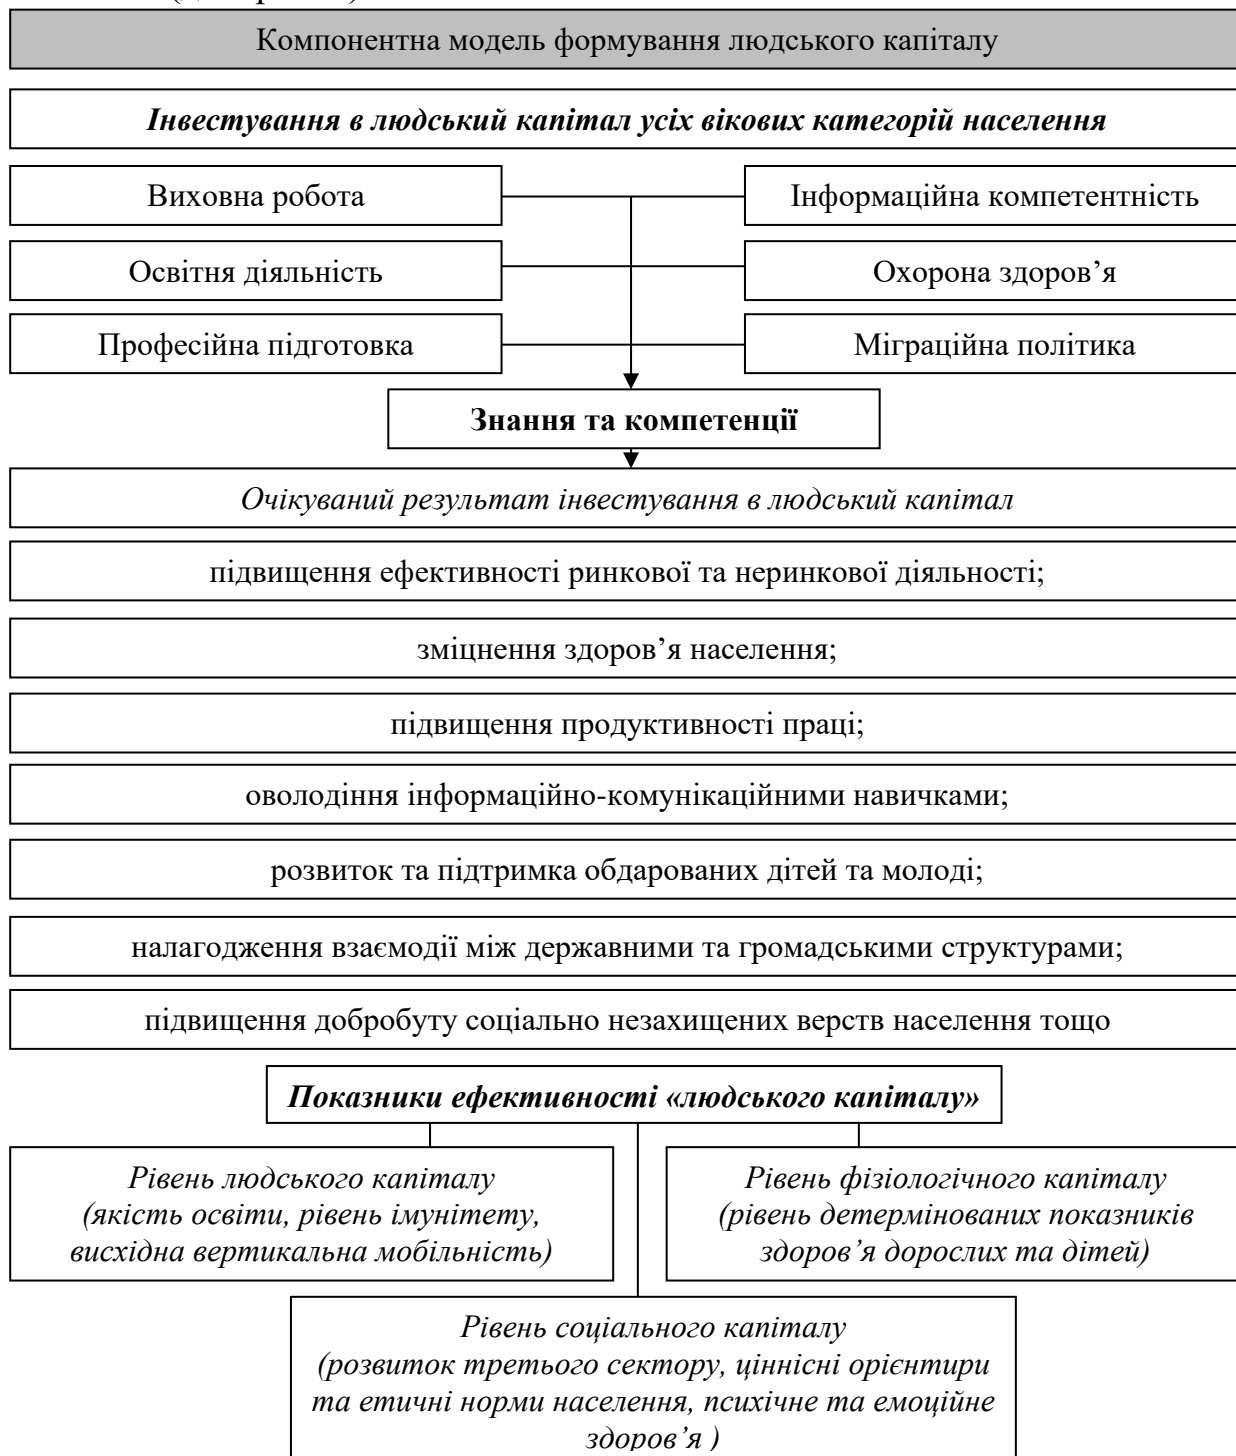 Компонентна модель формування людського капіталу
Інвестування в людський капітал усіх вікових категорій населення
Виховна робота
Інформаційна компетентність
Освітня діяльність
Охорона здоров’я
Професійна підготовка
Міграційна політика
Знання та компетенції
Очікуваний результат інвестування в людський капітал
підвищення ефективності ринкової та неринкової діяльності;
зміцнення здоров’я населення;
підвищення продуктивності праці;
оволодіння інформаційно-комунікаційними навичками;
розвиток та підтримка обдарованих дітей та молоді;
налагодження взаємодії між державними та громадськими структурами;
підвищення добробуту соціально незахищених верств населення тощо
Показники ефективності «людського капіталу»
Рівень людського капіталу
(якість освіти, рівень імунітету,
висхідна вертикальна мобільність)
Рівень фізіологічного капіталу
(рівень детермінованих показників
здоров’я дорослих та дітей)
Рівень соціального капіталу
(розвиток третього сектору, ціннісні орієнтири
та етичні норми населення, психічне та емоційне
здоров’я )